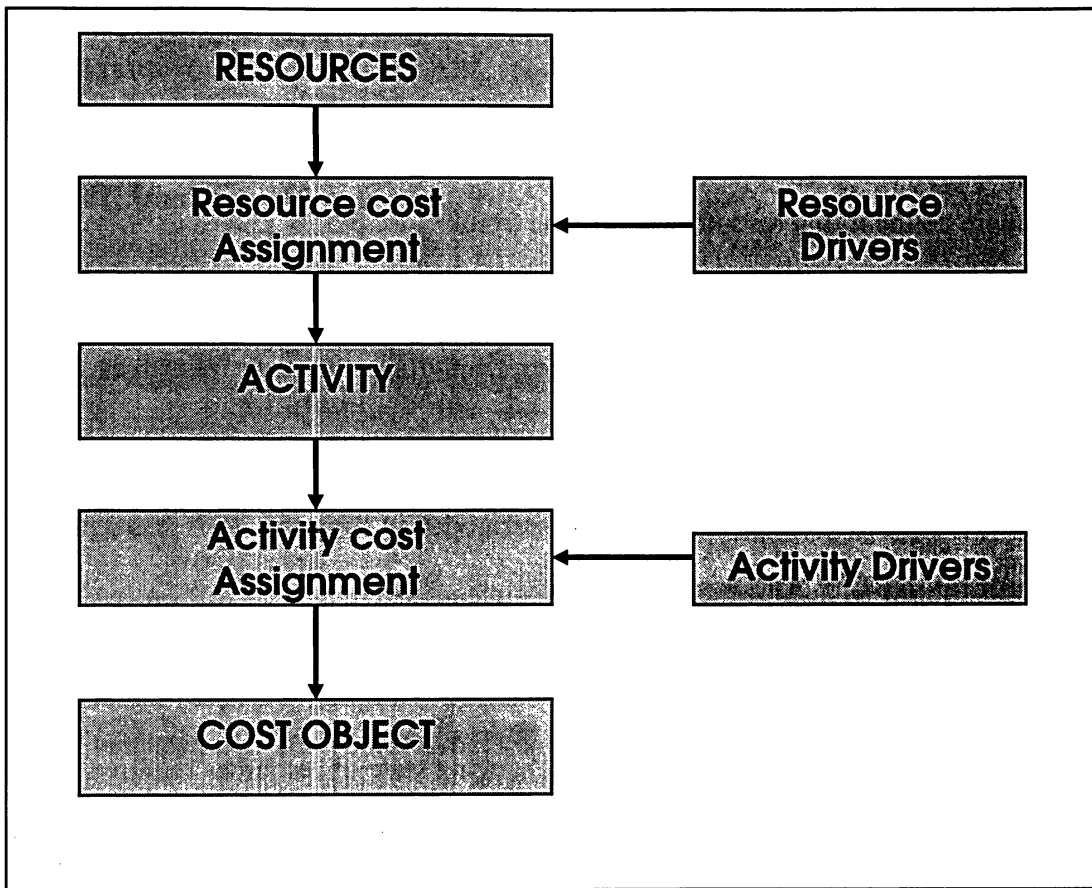 RESOURCES
Resource cost
Assignment
Resource
Drivers
ACTIVITY
Activity cost
Assignment
Activity Drivers
COST OBJECT